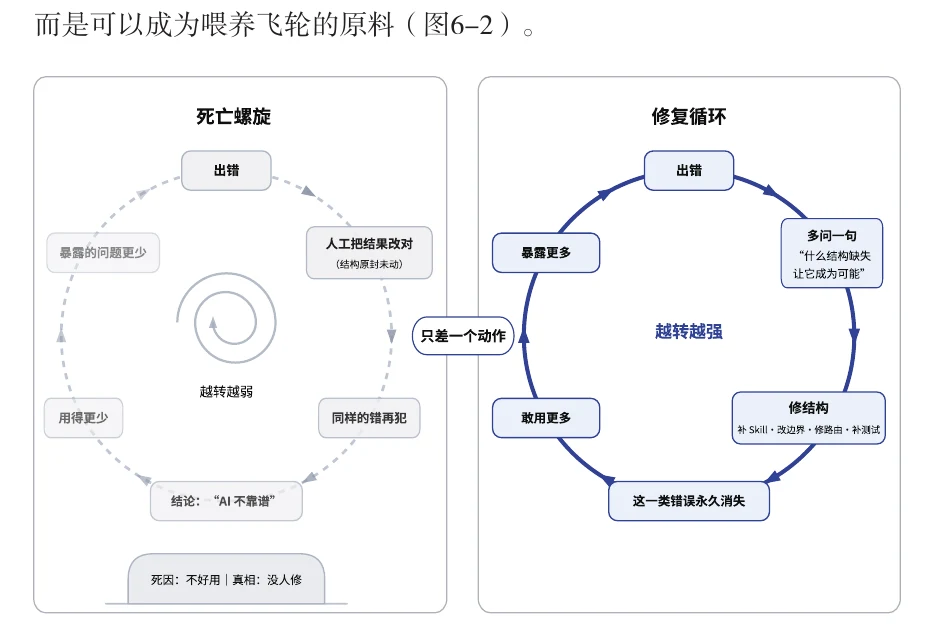 而是可以成为喂养飞轮的原料（图6-2）。
死亡螺旋
出错
人工把结果改对
（结构原封未动）
同样的错再犯
结论：“AI 不靠谱”
用得更少
暴露的问题更少
越转越弱
死因：不好用｜真相：没人修
只差一个动作
修复循环
出错
多问一句
“什么结构缺失
让它成为可能”
修结构
补 Skill・改边界・修路由・补测试
这一类错误永久消失
敢用更多
暴露更多
越转越强